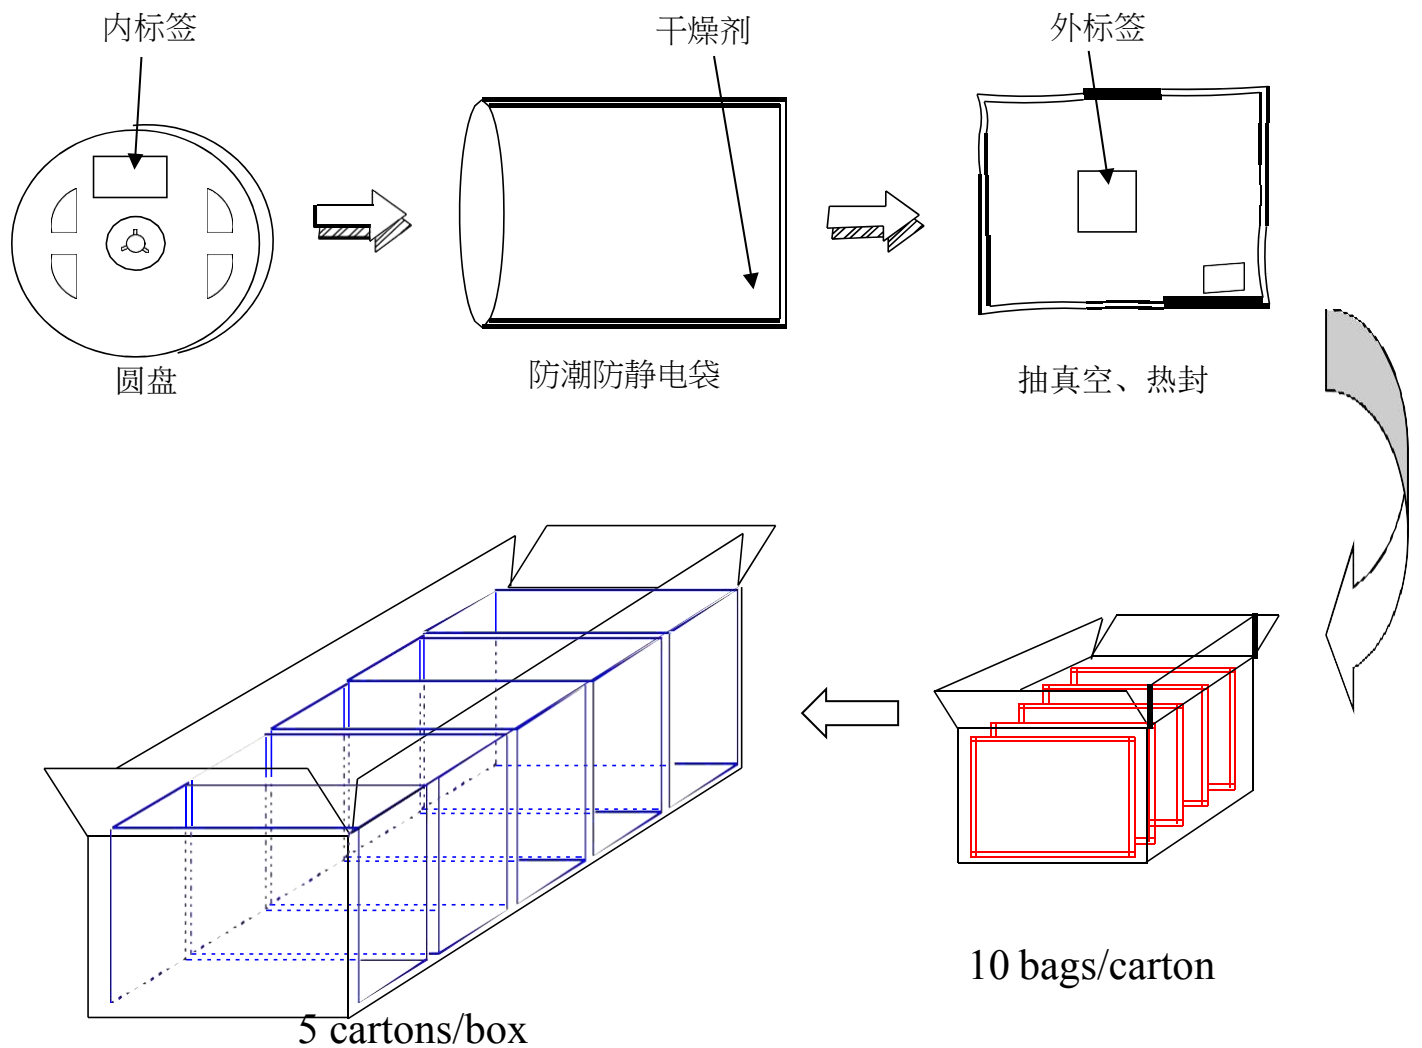 内标签
干燥剂
外标签
圆盘
防潮防静电袋
抽真空、热封
10 bags/carton
5 cartons/box